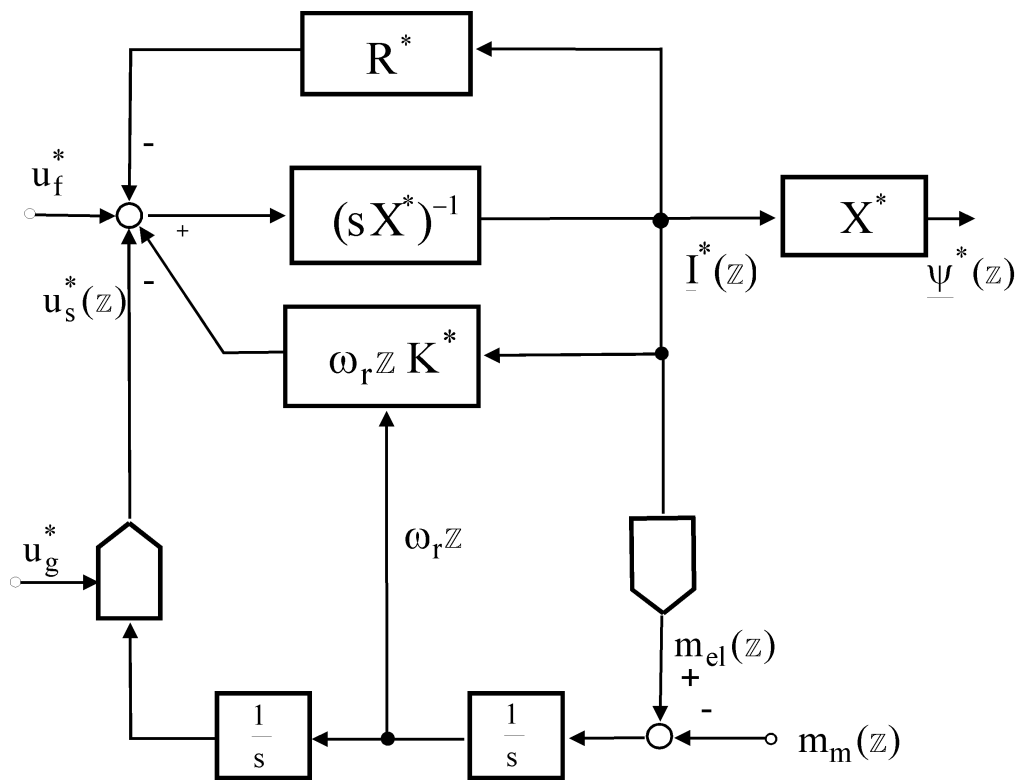 R*
-
u*f
(sX*)⁻¹
X*
+
I*(ℤ)
ψ*(ℤ)
-
u*s(ℤ)
ωrℤ K*
ωrℤ
u*g
mel(ℤ)
+
-
1/s
1/s
mm(ℤ)